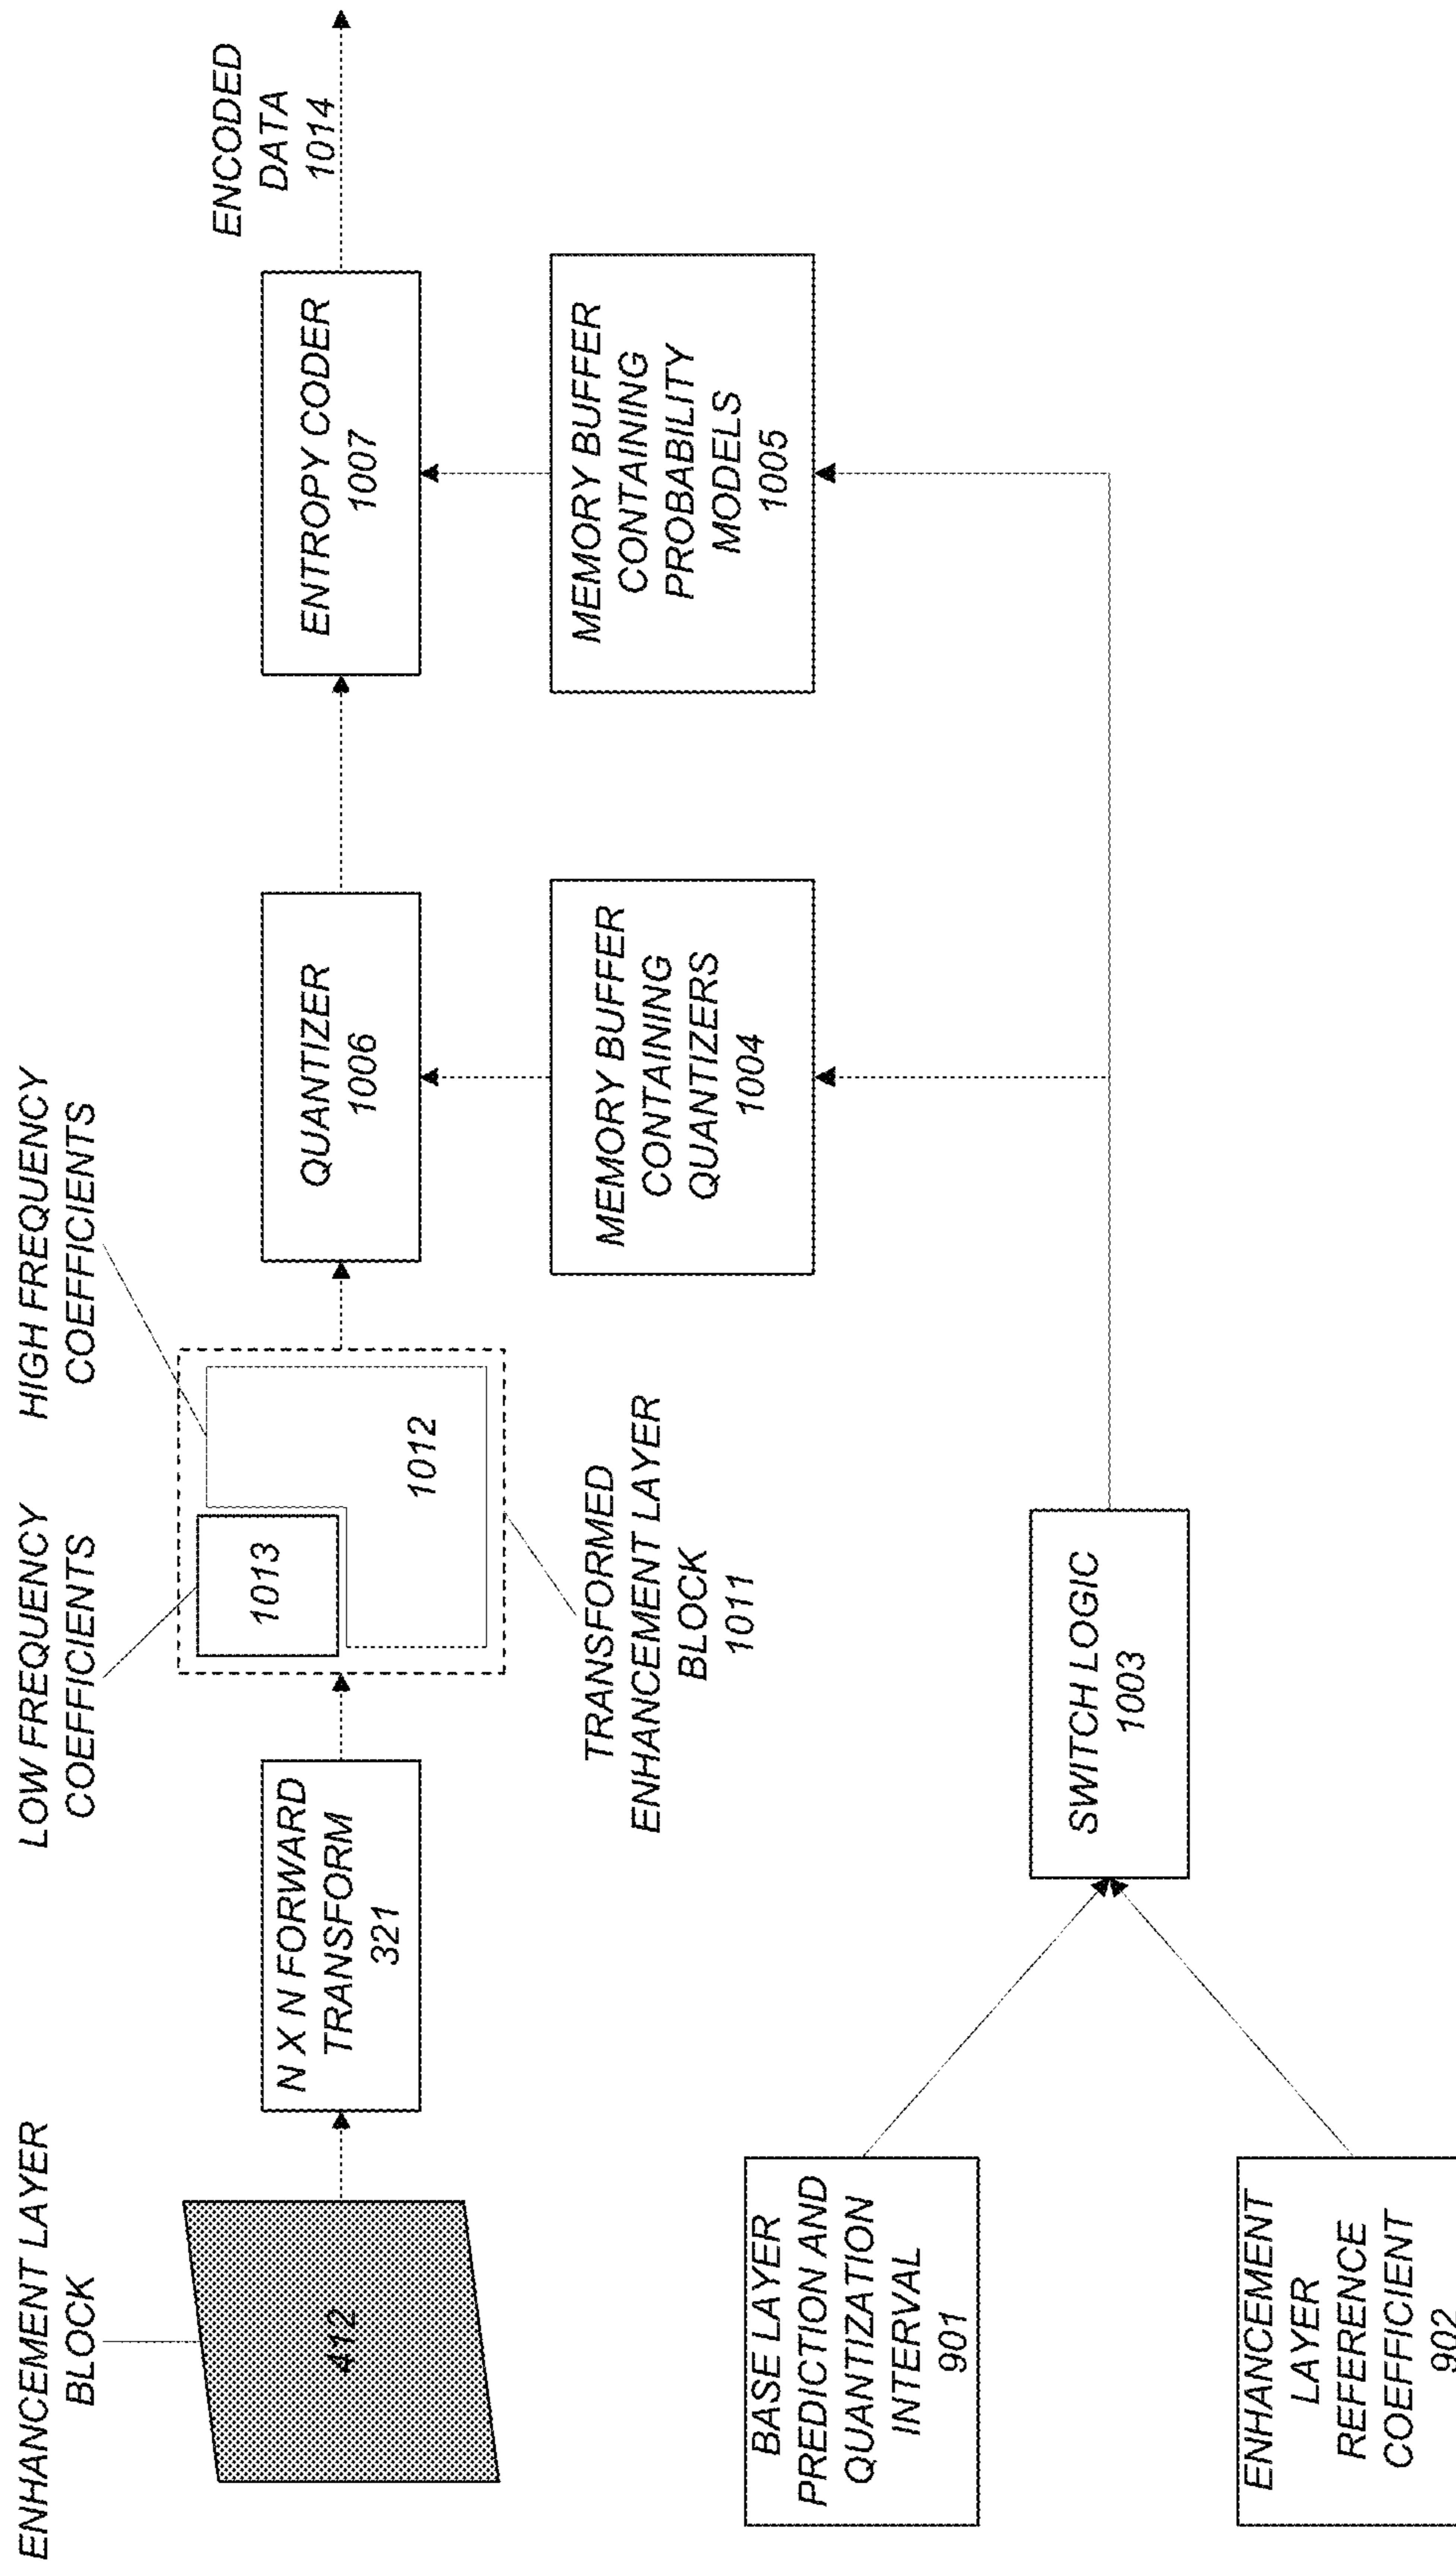 ENHANCEMENT LAYER
BLOCK
412
N X N FORWARD
TRANSFORM
321
LOW FREQUENCY
COEFFICIENTS
HIGH FREQUENCY
COEFFICIENTS
1013
1012
TRANSFORMED
ENHANCEMENT LAYER
BLOCK
1011
QUANTIZER
1006
ENTROPY CODER
1007
ENCODED
DATA
1014
MEMORY BUFFER
CONTAINING
QUANTIZERS
1004
MEMORY BUFFER
CONTAINING
PROBABILITY
MODELS
1005
BASE LAYER
PREDICTION AND
QUANTIZATION
INTERVAL
901
SWITCH LOGIC
1003
ENHANCEMENT
LAYER
REFERENCE
COEFFICIENT
902